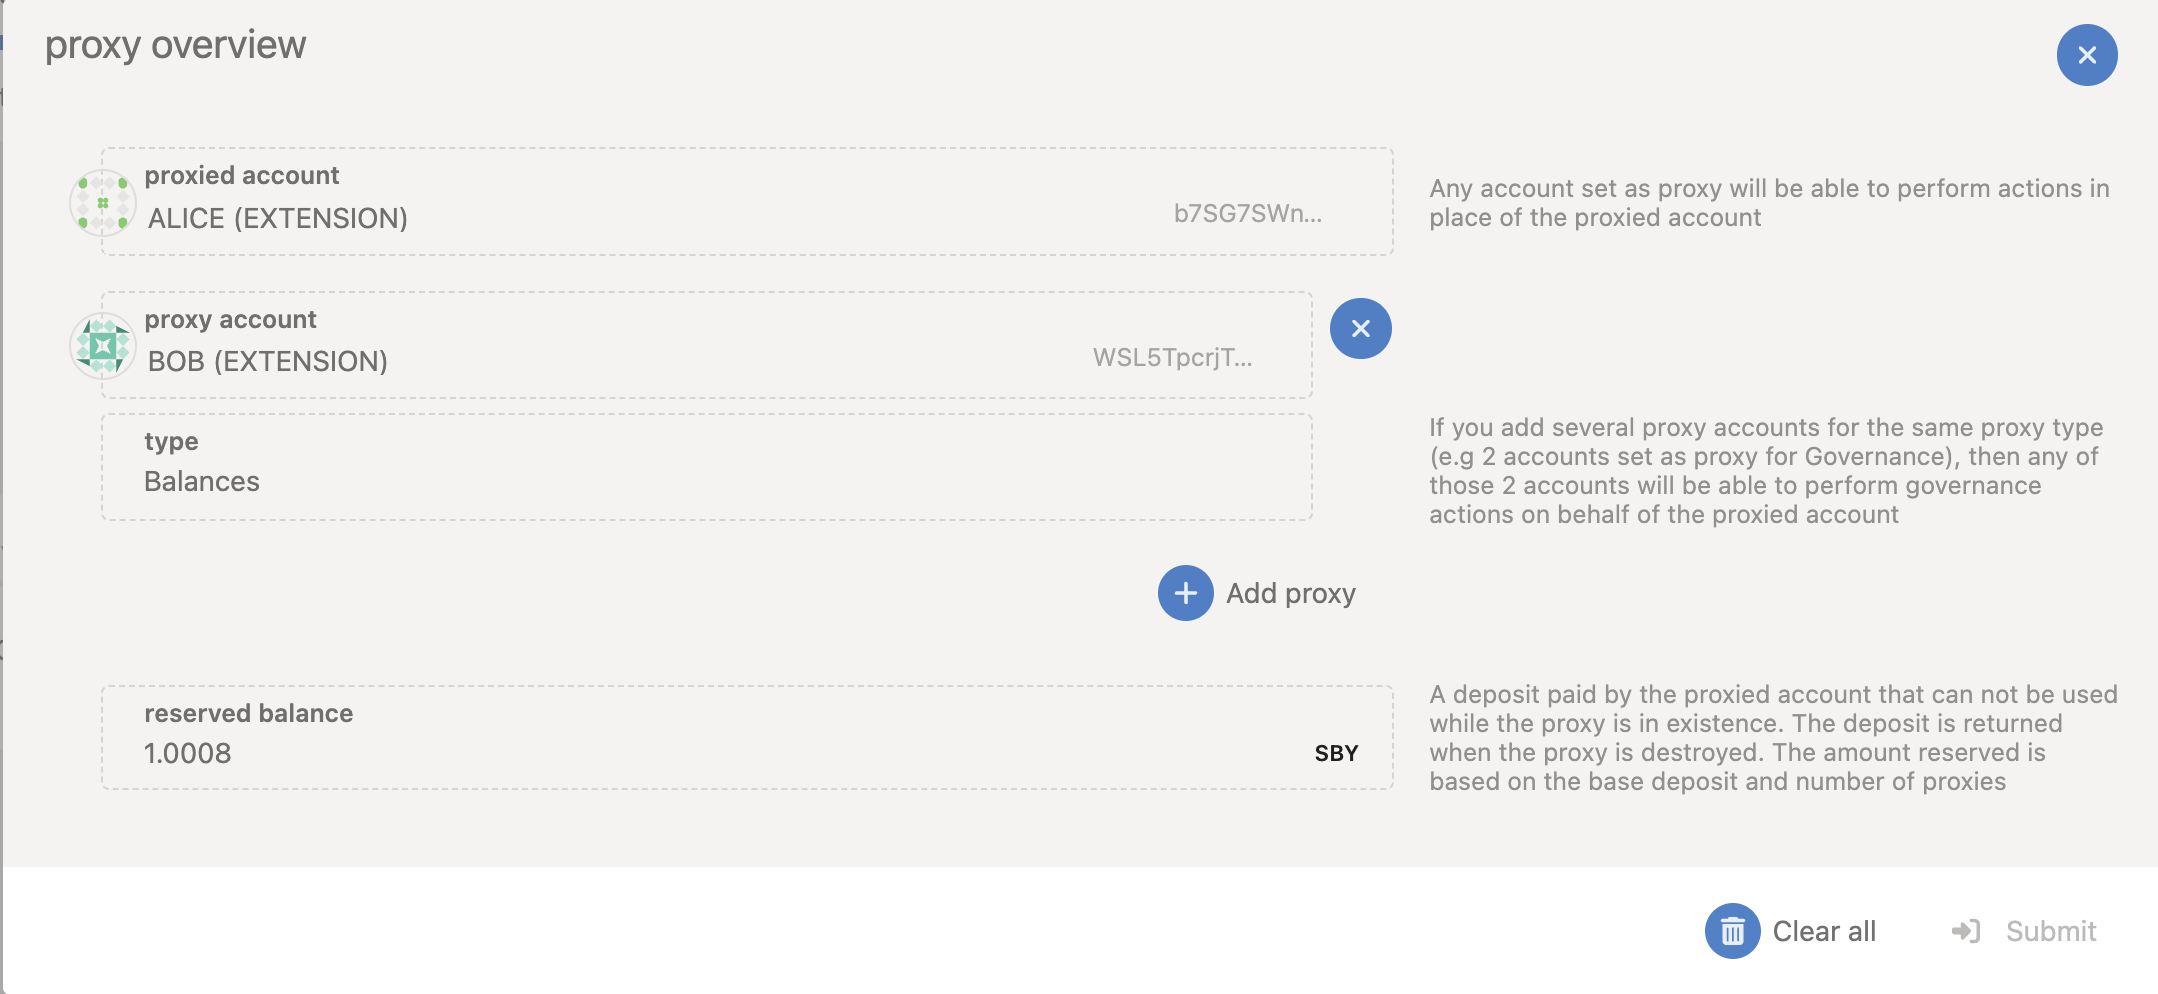 proxy overview
proxied account
ALICE (EXTENSION)
b7SG7SWn...
Any account set as proxy will be able to perform actions in
place of the proxied account
proxy account
BOB (EXTENSION)
WSL5TpcrjT...
type
Balances
If you add several proxy accounts for the same proxy type
(e.g 2 accounts set as proxy for Governance), then any of
those 2 accounts will be able to perform governance
actions on behalf of the proxied account
Add proxy
reserved balance
1.0008
SBY
A deposit paid by the proxied account that can not be used
while the proxy is in existence. The deposit is returned
when the proxy is destroyed. The amount reserved is
based on the base deposit and number of proxies
Clear all
Submit